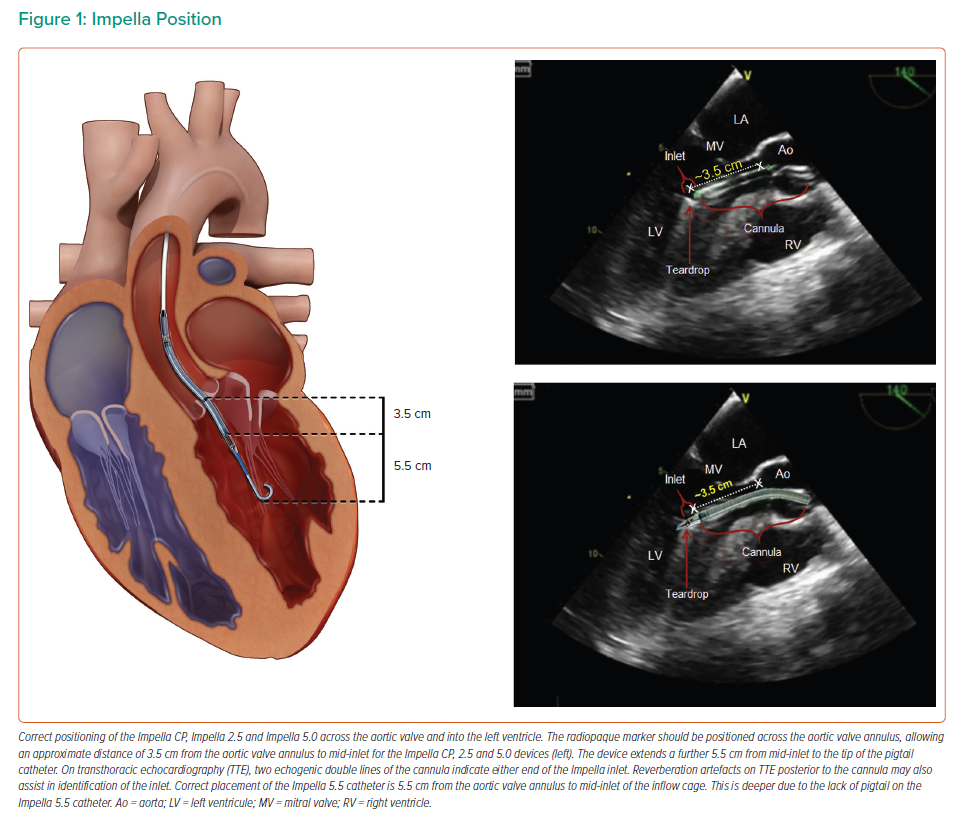 Figure 1: Impella Position
3.5 cm
5.5 cm
mm
V
140
LA
MV
Ao
Inlet
~3.5 cm
5
LV
10
Cannula
RV
Teardrop
mm
V
140
LA
MV
Ao
Inlet
~3.5 cm
5
LV
10
Cannula
RV
Teardrop
Correct positioning of the Impella CP, Impella 2.5 and Impella 5.0 across the aortic valve and into the left ventricle. The radiopaque marker should be positioned across the aortic valve annulus, allowing
an approximate distance of 3.5 cm from the aortic valve annulus to mid-inlet for the Impella CP, 2.5 and 5.0 devices (left). The device extends a further 5.5 cm from mid-inlet to the tip of the pigtail
catheter. On transthoracic echocardiography (TTE), two echogenic double lines of the cannula indicate either end of the Impella inlet. Reverberation artefacts on TTE posterior to the cannula may also
assist in identification of the inlet. Correct placement of the Impella 5.5 catheter is 5.5 cm from the aortic valve annulus to mid-inlet of the inflow cage. This is deeper due to the lack of pigtail on the
Impella 5.5 catheter. Ao = aorta; LV = left ventricule; MV = mitral valve; RV = right ventricle.